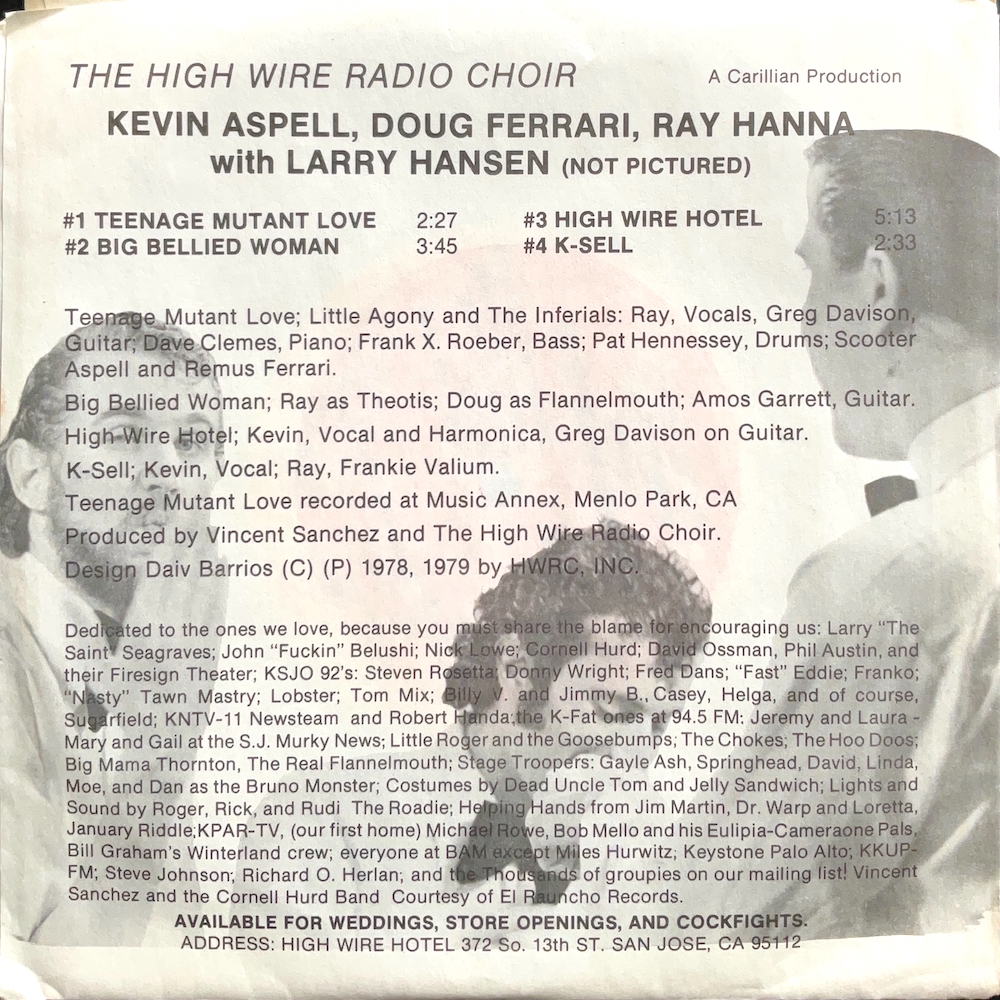 THE HIGH WIRE RADIO CHOIR A Carillian Production
KEVIN ASPELL, DOUG FERRARI, RAY HANNA
with LARRY HANSEN (NOT PICTURED)
#1 TEENAGE MUTANT LOVE 2:27 #3 HIGH WIRE HOTEL 5:13
#2 BIG BELLIED WOMAN 3:45 #4 K-SELL 2:33
Teenage Mutant Love; Little Agony and The Inferials: Ray, Vocals, Greg Davison,
Guitar; Dave Clemes, Piano; Frank X. Roeber, Bass; Pat Hennessey, Drums; Scooter
Aspell and Remus Ferrari.
Big Bellied Woman; Ray as Theotis; Doug as Flannelmouth; Amos Garrett, Guitar.
High Wire Hotel; Kevin, Vocal and Harmonica, Greg Davison on Guitar.
K-Sell; Kevin, Vocal; Ray, Frankie Valium.
Teenage Mutant Love recorded at Music Annex, Menlo Park, CA
Produced by Vincent Sanchez and The High Wire Radio Choir.
Design Daiv Barrios (C) (P) 1978, 1979 by HWRC, INC.
Dedicated to the ones we love, because you must share the blame for encouraging us: Larry "The
Saint" Seagraves; John "Fuckin" Belushi; Nick Lowe; Cornell Hurd; David Ossman, Phil Austin, and
their Firesign Theater; KSJO 92's: Steven Rosetta; Donny Wright; Fred Dans; "Fast" Eddie; Franko;
"Nasty" Tawn Mastry; Lobster; Tom Mix; Billy V. and Jimmy B., Casey, Helga, and of course,
Sugarfield; KNTV-11 Newsteam and Robert Handa;the K-Fat ones at 94.5 FM: Jeremy and Laura -
Mary and Gail at the S.J. Murky News; Little Roger and the Goosebumps; The Chokes; The Hoo Doos;
Big Mama Thornton, The Real Flannelmouth; Stage Troopers: Gayle Ash, Springhead, David, Linda,
Moe, and Dan as the Bruno Monster; Costumes by Dead Uncle Tom and Jelly Sandwich; Lights and
Sound by Roger, Rick, and Rudi The Roadie; Helping Hands from Jim Martin, Dr. Warp and Loretta,
January Riddle;KPAR-TV, (our first home) Michael Rowe, Bob Mello and his Eulipia-Cameraone Pals,
Bill Graham's Winterland crew; everyone at BAM except Miles Hurwitz; Keystone Palo Alto; KKUP-
FM; Steve Johnson; Richard O. Herlan; and the Thousands of groupies on our mailing list! Vincent
Sanchez and the Cornell Hurd Band Courtesy of El Rauncho Records.
AVAILABLE FOR WEDDINGS, STORE OPENINGS, AND COCKFIGHTS.
ADDRESS: HIGH WIRE HOTEL 372 So. 13th ST. SAN JOSE, CA 95112